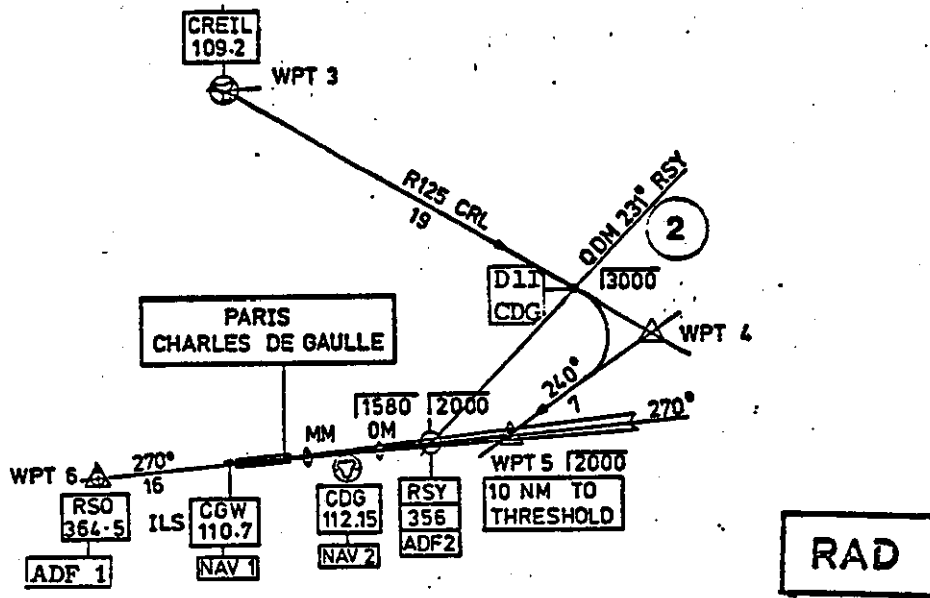 CREIL
109.2
WPT 3
R125 CRL
19
QDM 231° RSY
2
D11
CDG
3000
PARIS
CHARLES DE GAULLE
WPT 4
240°
7
1580
2000
OM
270°
MM
WPT 6
270°
16
WPT 5
2000
RSO
364.5
ILS
CGW
110.7
CDG
112.15
RSY
356
ADF2
10 NM TO
THRESHOLD
ADF 1
NAV 1
NAV 2
RAD